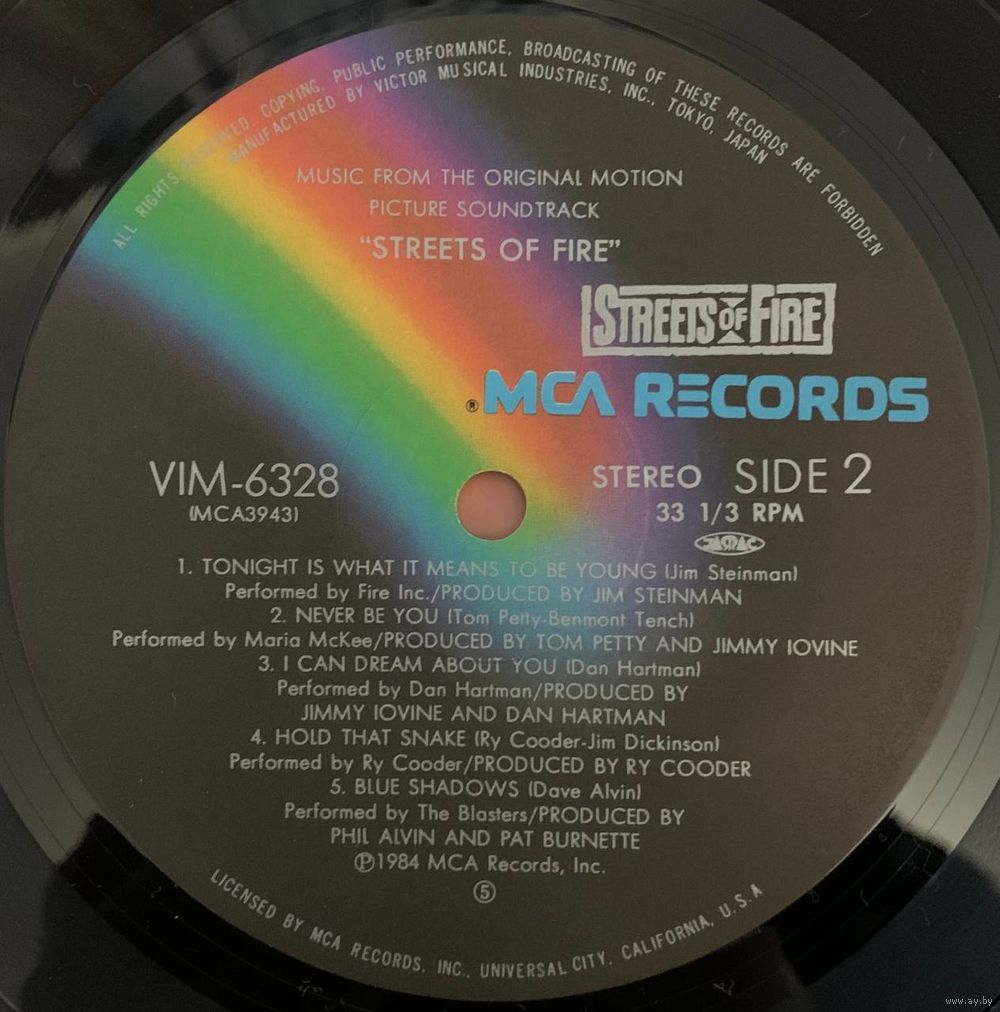 ALL RIGHTS RESERVED. COPYING, PUBLIC PERFORMANCE, BROADCASTING OF THESE RECORDS ARE FORBIDDEN
MANUFACTURED BY VICTOR MUSICAL INDUSTRIES, INC., TOKYO, JAPAN
MUSIC FROM THE ORIGINAL MOTION
PICTURE SOUNDTRACK
“STREETS OF FIRE”
STREETS OF FIRE
® MCA RECORDS
VIM-6328
(MCA3943)
STEREO SIDE 2
33 1/3 RPM
JASRAC
1. TONIGHT IS WHAT IT MEANS TO BE YOUNG (Jim Steinman)
Performed by Fire Inc./PRODUCED BY JIM STEINMAN
2. NEVER BE YOU (Tom Petty-Benmont Tench)
Performed by Maria McKee/PRODUCED BY TOM PETTY AND JIMMY IOVINE
3. I CAN DREAM ABOUT YOU (Dan Hartman)
Performed by Dan Hartman/PRODUCED BY
JIMMY IOVINE AND DAN HARTMAN
4. HOLD THAT SNAKE (Ry Cooder-Jim Dickinson)
Performed by Ry Cooder/PRODUCED BY RY COODER
5. BLUE SHADOWS (Dave Alvin)
Performed by The Blasters/PRODUCED BY
PHIL ALVIN AND PAT BURNETTE
Ⓟ1984 MCA Records, Inc.
⑤
LICENSED BY MCA RECORDS, INC., UNIVERSAL CITY, CALIFORNIA, U.S.A
www.ay.by